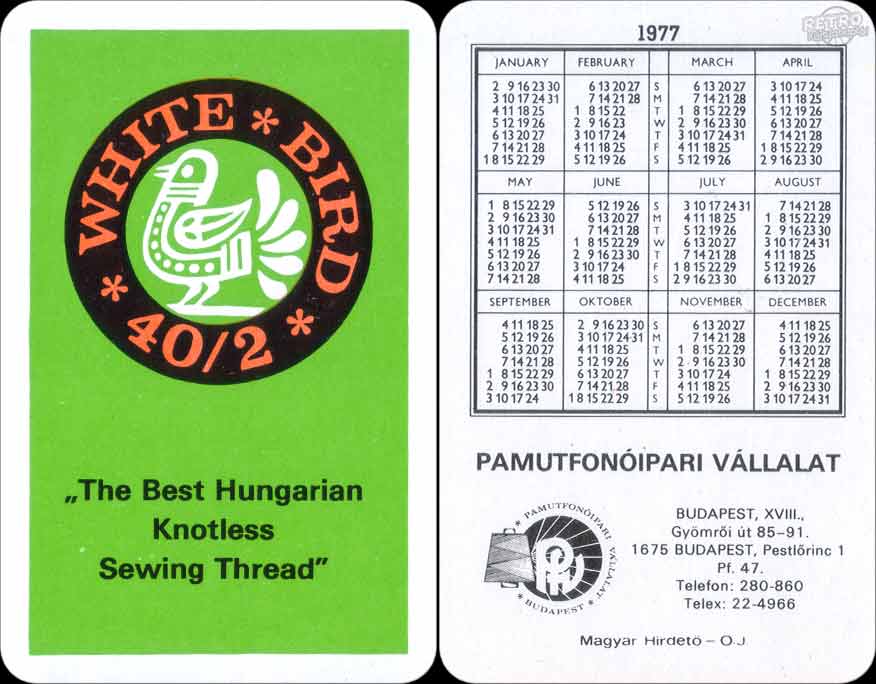 WHITE * BIRD *
40/2 *
„The Best Hungarian
Knotless
Sewing Thread”
RETRO
1977
JANUARY FEBRUARY MARCH APRIL
2 9 16 23 30 6 13 20 27 S 6 13 20 27 3 10 17 24
3 10 17 24 31 7 14 21 28 M 7 14 21 28 4 11 18 25
4 11 18 25 1 8 15 22 T 1 8 15 22 29 5 12 19 26
5 12 19 26 2 9 16 23 W 2 9 16 23 30 6 13 20 27
6 13 20 27 3 10 17 24 T 3 10 17 24 31 7 14 21 28
7 14 21 28 4 11 18 25 F 4 11 18 25 1 8 15 22 29
1 8 15 22 29 5 12 19 26 S 5 12 19 26 2 9 16 23 30
MAY JUNE JULY AUGUST
1 8 15 22 29 5 12 19 26 S 3 10 17 24 31 7 14 21 28
2 9 16 23 30 6 13 20 27 M 4 11 18 25 1 8 15 22 29
3 10 17 24 31 7 14 21 28 T 5 12 19 26 2 9 16 23 30
4 11 18 25 1 8 15 22 29 W 6 13 20 27 3 10 17 24 31
5 12 19 26 2 9 16 23 30 T 7 14 21 28 4 11 18 25
6 13 20 27 3 10 17 24 F 1 8 15 22 29 5 12 19 26
7 14 21 28 4 11 18 25 S 2 9 16 23 30 6 13 20 27
SEPTEMBER OKTOBER NOVEMBER DECEMBER
4 11 18 25 2 9 16 23 30 S 6 13 20 27 4 11 18 25
5 12 19 26 3 10 17 24 31 M 7 14 21 28 5 12 19 26
6 13 20 27 4 11 18 25 T 1 8 15 22 29 6 13 20 27
7 14 21 28 5 12 19 26 W 2 9 16 23 30 7 14 21 28
1 8 15 22 29 6 13 20 27 T 3 10 17 24 1 8 15 22 29
2 9 16 23 30 7 14 21 28 F 4 11 18 25 2 9 16 23 30
3 10 17 24 1 8 15 22 29 S 5 12 19 26 3 10 17 24 31
PAMUTFONÓIPARI VÁLLALAT
* PAMUTFONÓIPARI VÁLLALAT *
BUDAPEST
BUDAPEST, XVIII.,
Gyömrői út 85–91.
1675 BUDAPEST, Pestlőrinc 1
Pf. 47.
Telefon: 280-860
Telex: 22-4966
Magyar Hirdető – O.J.